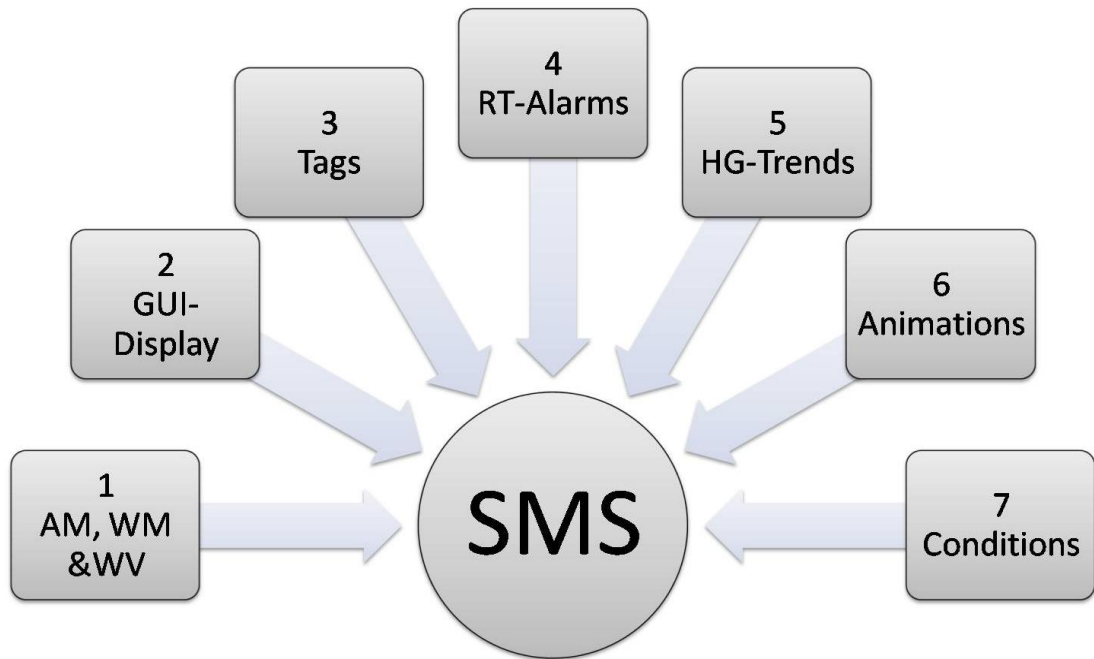 1
AM, WM
&WV
2
GUI-
Display
3
Tags
4
RT-Alarms
5
HG-Trends
6
Animations
7
Conditions
SMS